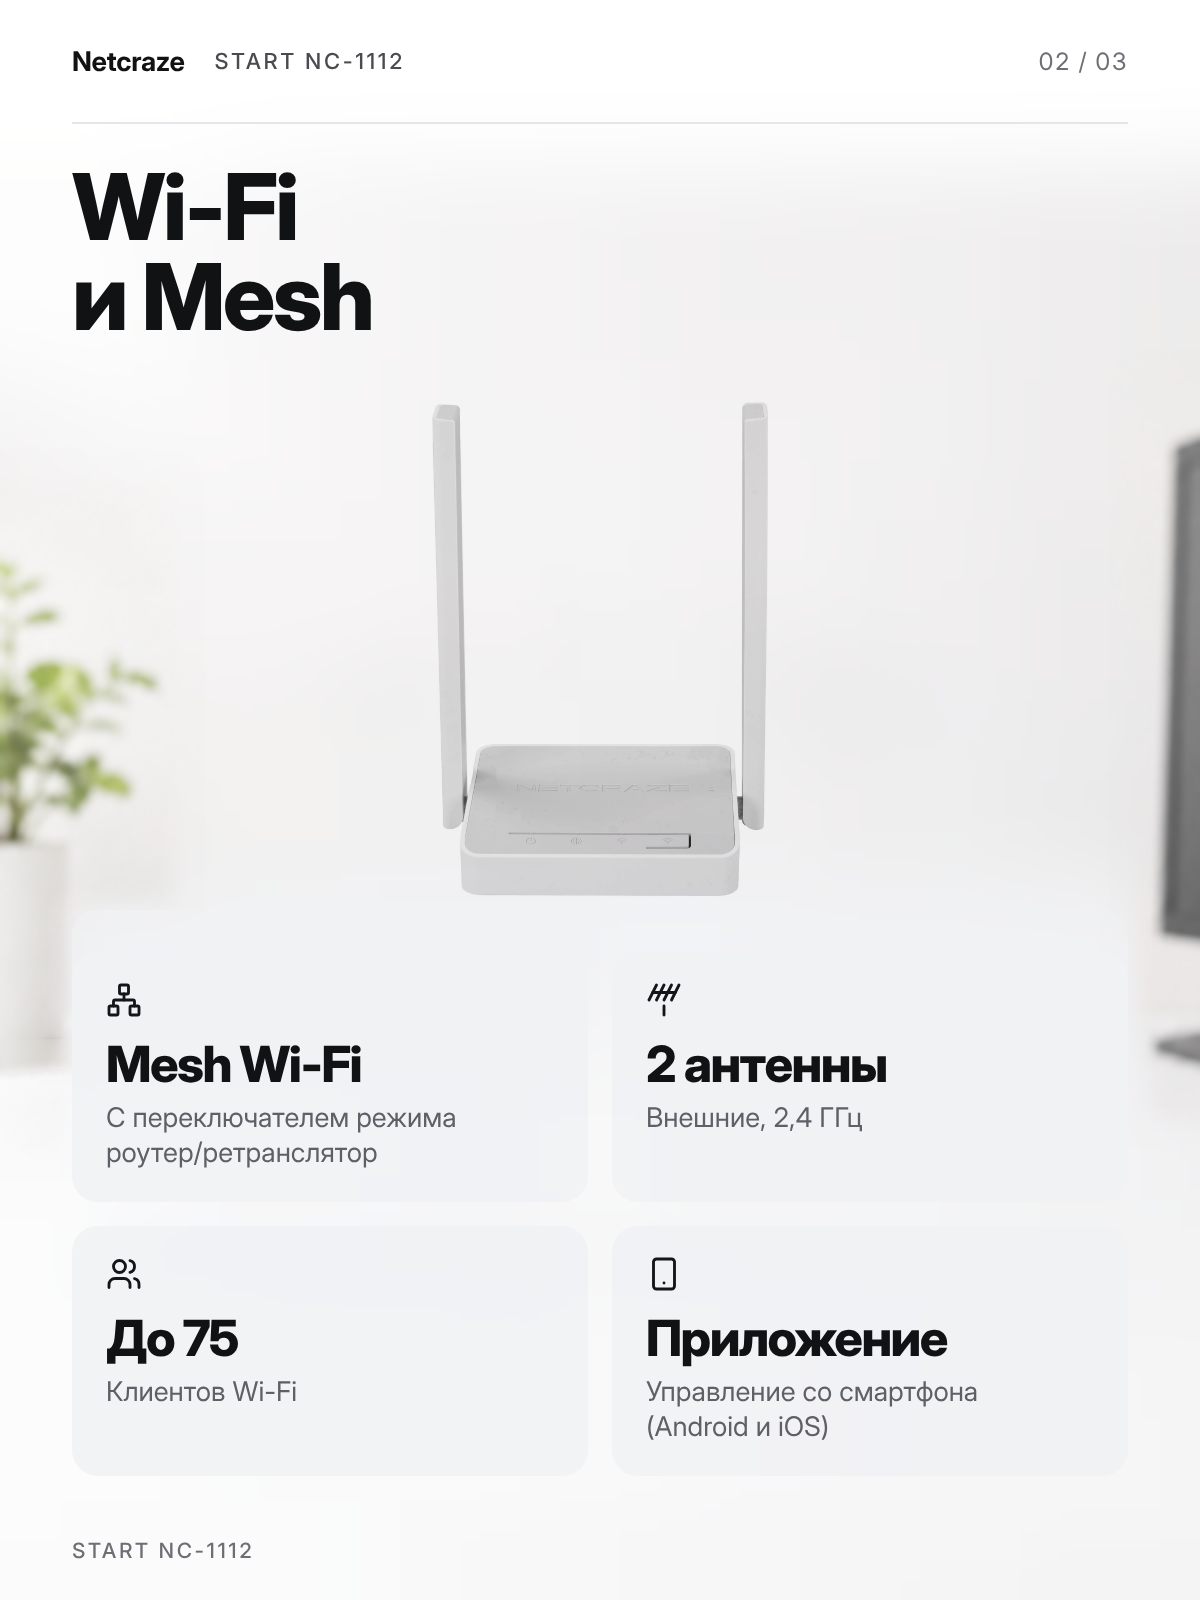 Netcraze START NC-1112 02 / 03
Wi-Fi
и Mesh
NETCRAZE
Mesh Wi-Fi
С переключателем режима
роутер/ретранслятор
2 антенны
Внешние, 2,4 ГГц
До 75
Клиентов Wi-Fi
Приложение
Управление со смартфона
(Android и iOS)
START NC-1112